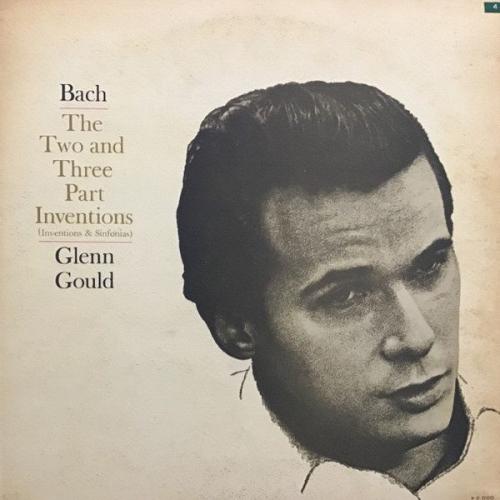 Bach
The
Two and
Three
Part
Inventions
(Inventions & Sinfonias)
Glenn
Gould